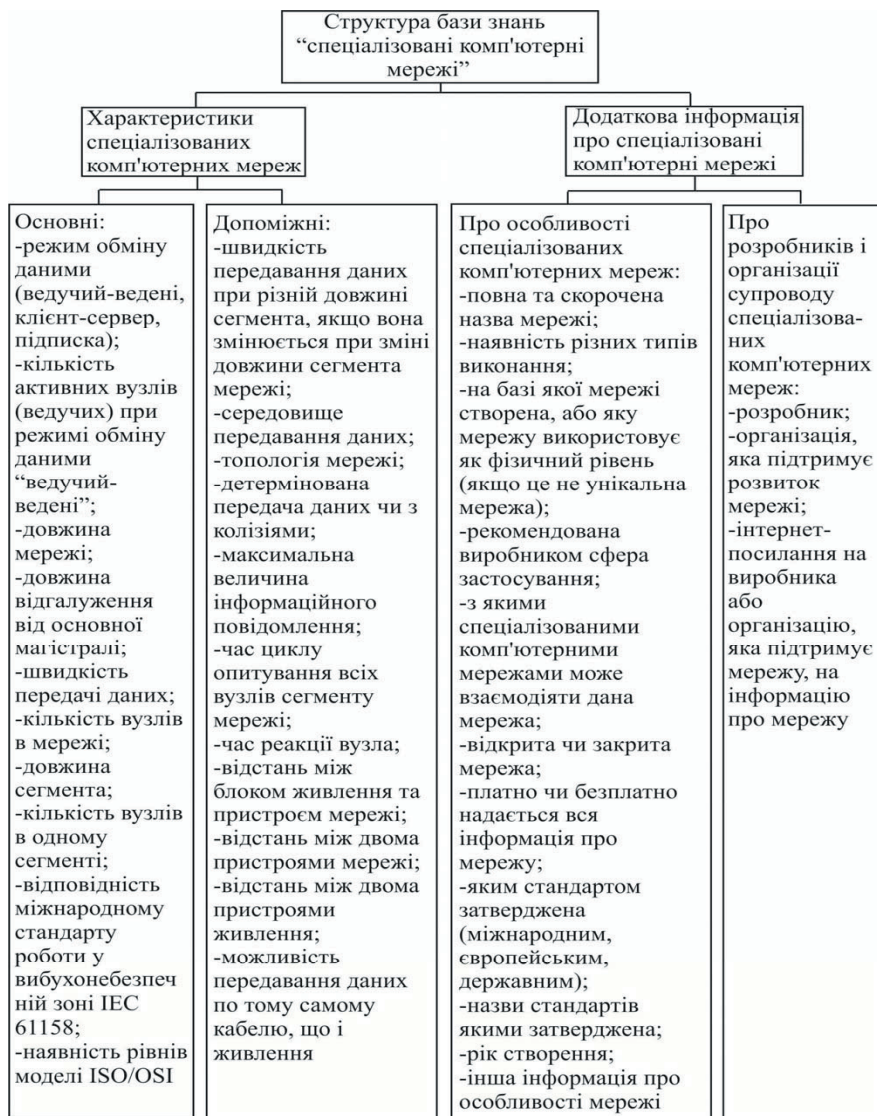 Структура бази знань
“спеціалізовані комп'ютерні
мережі”
Характеристики
спеціалізованих
комп'ютерних мереж
Додаткова інформація
про спеціалізовані
комп'ютерні мережі
Основні:
-режим обміну
даними
(ведучий-ведені,
клієнт-сервер,
підписка);
-кількість
активних вузлів
(ведучих) при
режимі обміну
даними
“ведучий-
ведені”;
-довжина
мережі;
-довжина
відгалуження
від основної
магістралі;
-швидкість
передачі даних;
-кількість вузлів
в мережі;
-довжина
сегмента;
-кількість вузлів
в одному
сегменті;
-відповідність
міжнародному
стандарту
роботи у
вибухонебезпеч
ній зоні IEC
61158;
-наявність рівнів
моделі ISO/OSI
Допоміжні:
-швидкість
передавання даних
при різній довжині
сегмента, якщо вона
змінюється при зміні
довжини сегмента
мережі;
-середовище
передавання даних;
-топологія мережі;
-детермінована
передача даних чи з
колізіями;
-максимальна
величина
інформаційного
повідомлення;
-час циклу
опитування всіх
вузлів сегменту
мережі;
-час реакції вузла;
-відстань між
блоком живлення та
пристроєм мережі;
-відстань між двома
пристроями мережі;
-відстань між двома
пристроями
живлення;
-можливість
передавання даних
по тому самому
кабелю, що і
живлення
Про особливості
спеціалізованих
комп'ютерних мереж:
-повна та скорочена
назва мережі;
-наявність різних типів
виконання;
-на базі якої мережі
створена, або яку
мережу використовує
як фізичний рівень
(якщо це не унікальна
мережа);
-рекомендована
виробником сфера
застосування;
-з якими
спеціалізованими
комп'ютерними
мережами може
взаємодіяти дана
мережа;
-відкрита чи закрита
мережа;
-платно чи безплатно
надається вся
інформація про
мережу;
-яким стандартом
затверджена
(міжнародним,
європейським,
державним);
-назви стандартів
якими затверджена;
-рік створення;
-інша інформація про
особливості мережі
Про
розробників і
організації
супроводу
спеціалізова-
них
комп'ютерних
мереж:
-розробник;
-організація,
яка підтримує
розвиток
мережі;
-інтернет-
посилання на
виробника
або
організацію,
яка підтримує
мережу, на
інформацію
про мережу